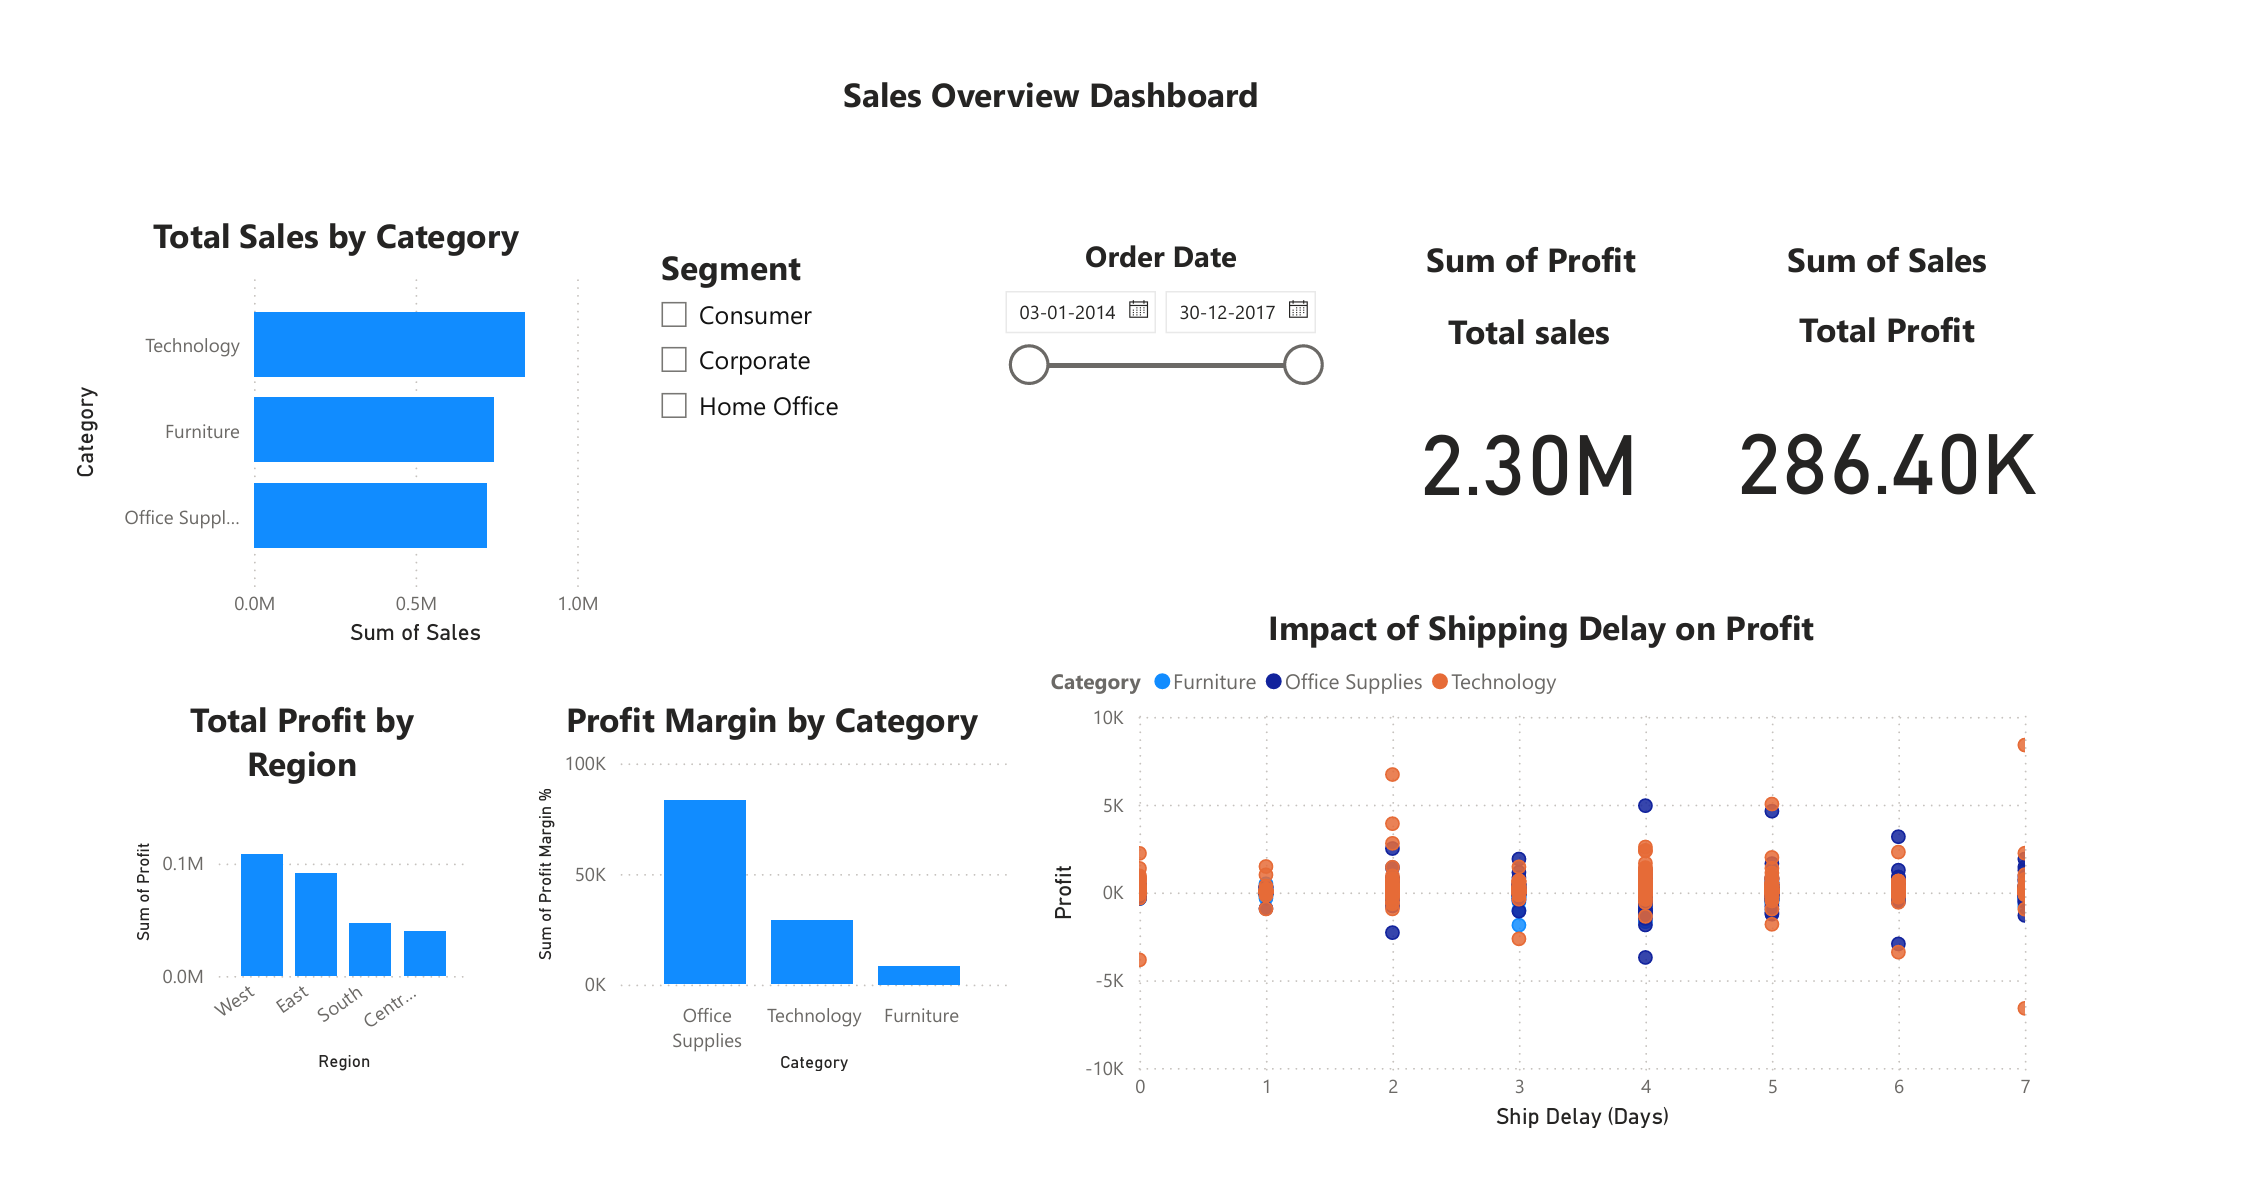 Sales Overview Dashboard
Total Sales by Category
Category
Technology
Furniture
Office Suppl...
0.0M 0.5M 1.0M
Sum of Sales
Segment
Consumer
Corporate
Home Office
Order Date
03-01-2014 30-12-2017
Sum of Profit
Total sales
2.30M
Sum of Sales
Total Profit
286.40K
Total Profit by
Region
Sum of Profit
0.1M
0.0M
West East South Centr...
Region
Profit Margin by Category
Sum of Profit Margin %
100K
50K
0K
Office
Supplies
Technology
Furniture
Category
Impact of Shipping Delay on Profit
Category Furniture Office Supplies Technology
Profit
10K
5K
0K
-5K
-10K
0 1 2 3 4 5 6 7
Ship Delay (Days)